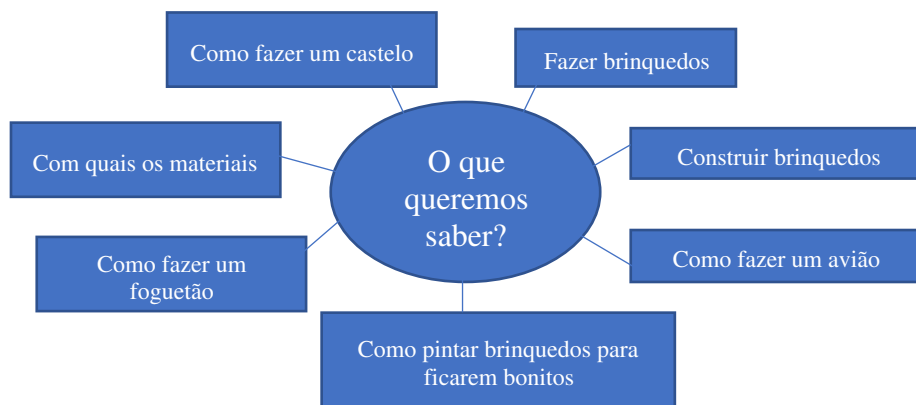 Como fazer um castelo
Fazer brinquedos
Com quais os materiais
O que
queremos
saber?
Construir brinquedos
Como fazer um
foguetão
Como fazer um avião
Como pintar brinquedos para
ficarem bonitos